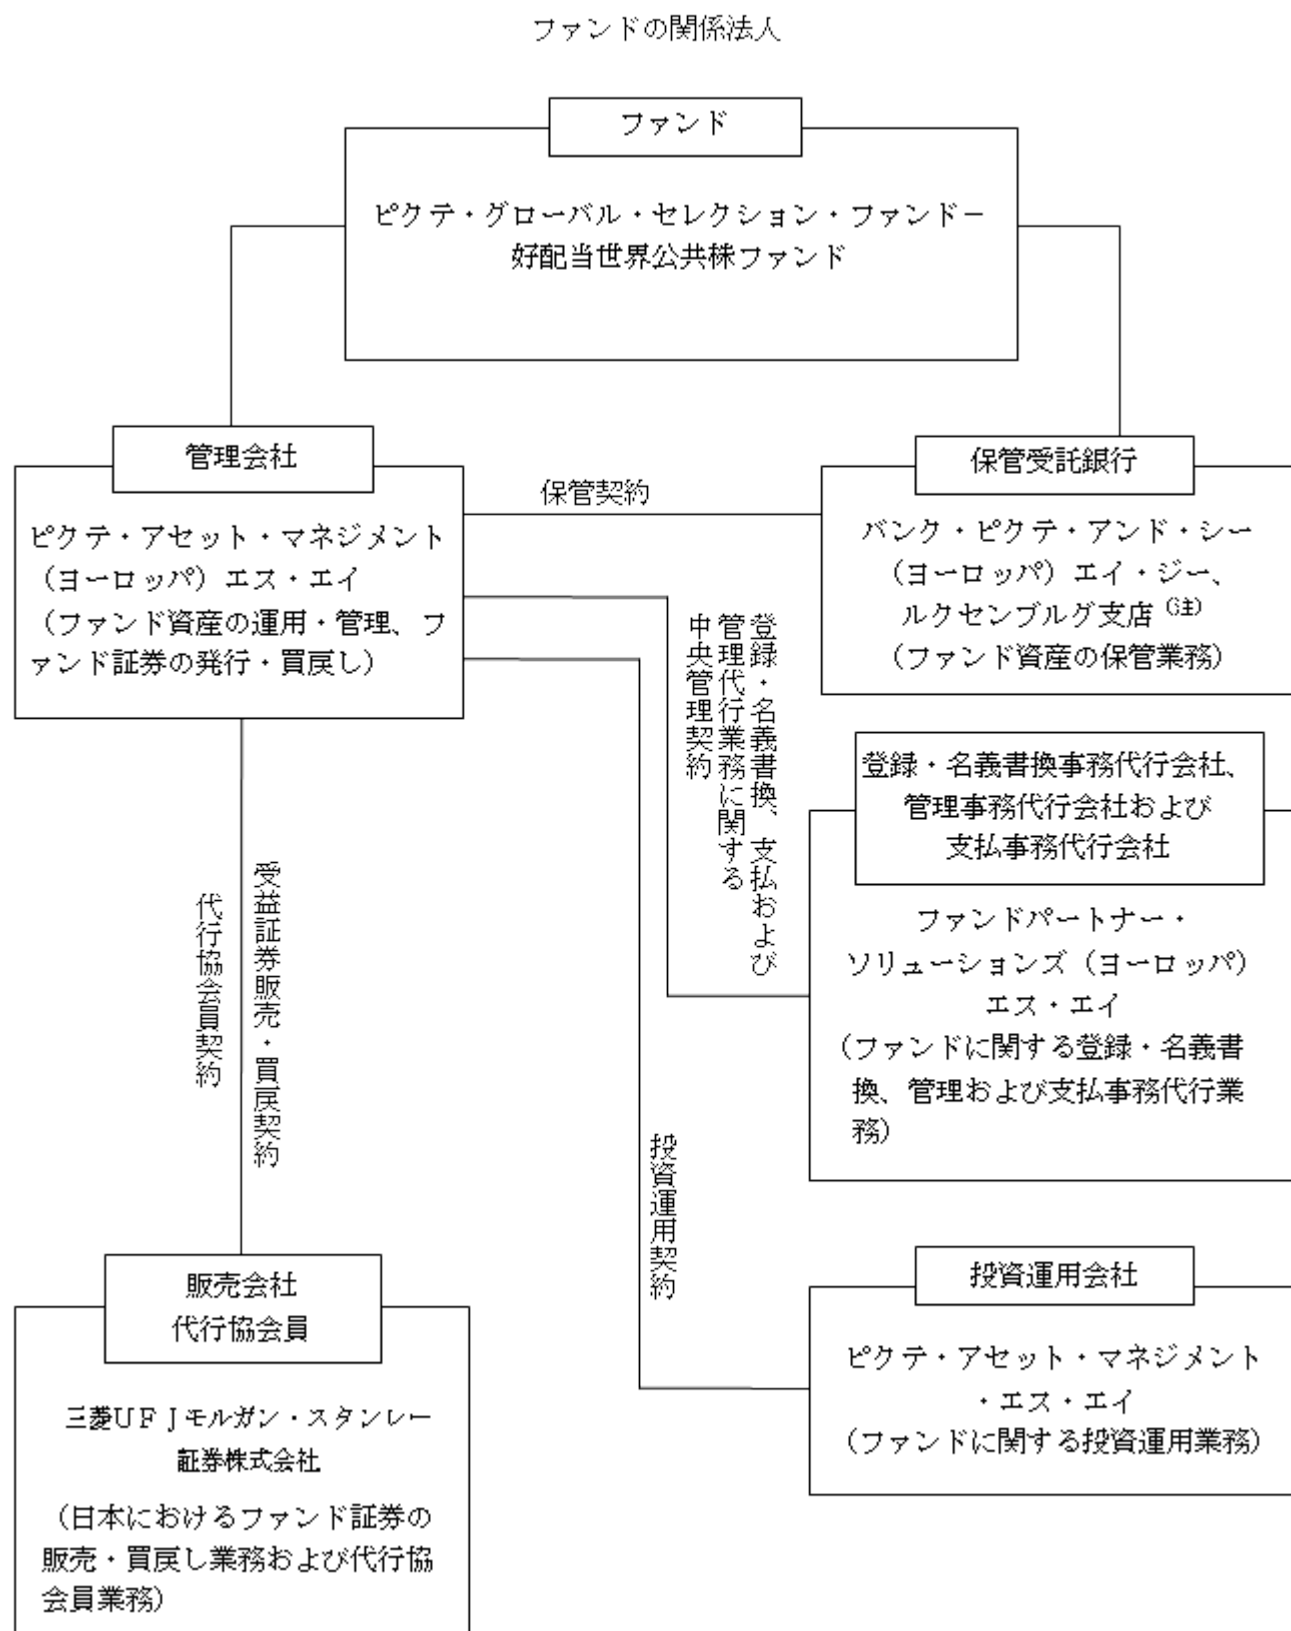 ファンドの関係法人
ファンド
ピクテ・グローバル・セレクション・ファンド－
好配当世界公共株ファンド
管理会社
ピクテ・アセット・マネジメント
（ヨーロッパ）エス・エイ
（ファンド資産の運用・管理、フ
ァンド証券の発行・買戻し）
保管契約
保管受託銀行
バンク・ピクテ・アンド・シー
（ヨーロッパ）エイ・ジー、
ルクセンブルグ支店（注）
（ファンド資産の保管業務）
登録・名義書換、支払および
管理代行業務に関する
中央管理契約
登録・名義書換事務代行会社、
管理事務代行会社および
支払事務代行会社
ファンドパートナー・
ソリューションズ（ヨーロッパ）
エス・エイ
（ファンドに関する登録・名義書
換、管理および支払事務代行業
務）
受益証券販売・買戻契約
代行協会員契約
投資運用契約
投資運用会社
ピクテ・アセット・マネジメント
・エス・エイ
（ファンドに関する投資運用業務）
販売会社
代行協会員
三菱ＵＦＪモルガン・スタンレー
証券株式会社
（日本におけるファンド証券の
販売・買戻し業務および代行協
会員業務）